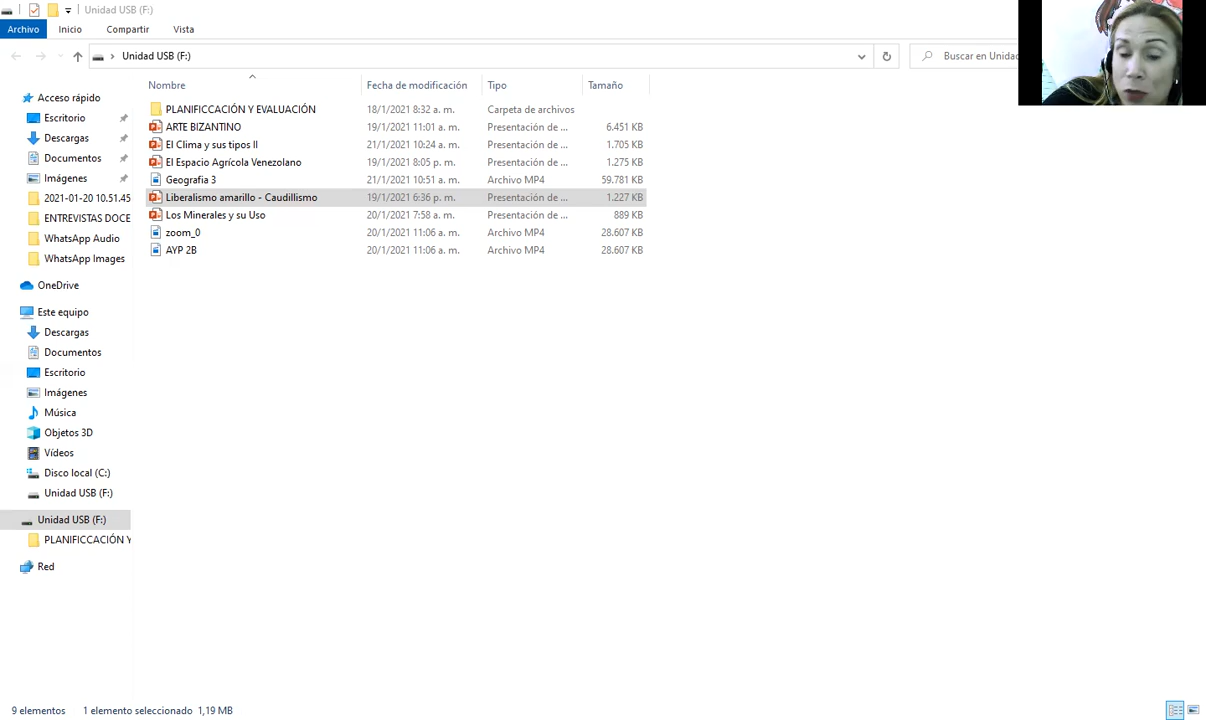 Unidad USB (F:)
Archivo Inicio Compartir Vista
Unidad USB (F:)
Buscar en Unidad
Nombre Fecha de modificación Tipo Tamaño
PLANIFICCACIÓN Y EVALUACIÓN 18/1/2021 8:32 a. m. Carpeta de archivos
ARTE BIZANTINO 19/1/2021 11:01 a. m. Presentación de ... 6.451 KB
El Clima y sus tipos II 21/1/2021 10:24 a. m. Presentación de ... 1.705 KB
El Espacio Agrícola Venezolano 19/1/2021 8:05 p. m. Presentación de ... 1.275 KB
Geografia 3 21/1/2021 10:51 a. m. Archivo MP4 59.781 KB
Liberalismo amarillo - Caudillismo 19/1/2021 6:36 p. m. Presentación de ... 1.227 KB
Los Minerales y su Uso 20/1/2021 7:58 a. m. Presentación de ... 889 KB
zoom_0 20/1/2021 11:06 a. m. Archivo MP4 28.607 KB
AYP 2B 20/1/2021 11:06 a. m. Archivo MP4 28.607 KB
Acceso rápido
Escritorio
Descargas
Documentos
Imágenes
2021-01-20 10.51.45
ENTREVISTAS DOCE
WhatsApp Audio
WhatsApp Images
OneDrive
Este equipo
Descargas
Documentos
Escritorio
Imágenes
Música
Objetos 3D
Vídeos
Disco local (C:)
Unidad USB (F:)
Unidad USB (F:)
PLANIFICCACIÓN Y
Red
9 elementos 1 elemento seleccionado 1,19 MB